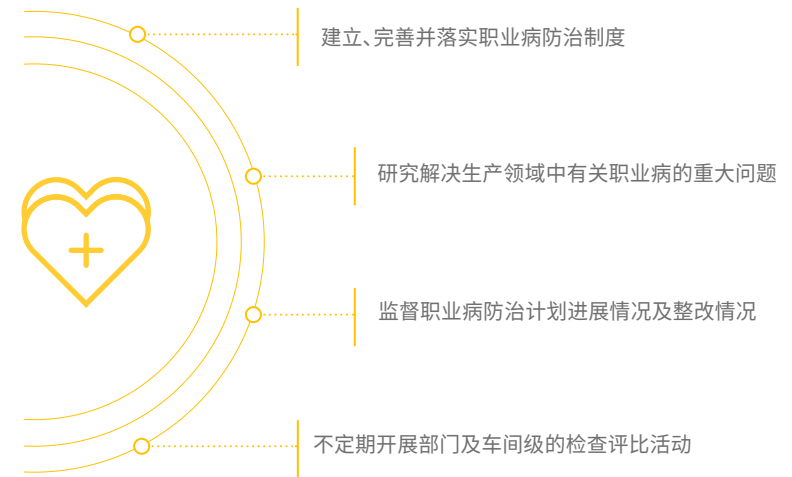 建立、完善并落实职业病防治制度
研究解决生产领域中有关职业病的重大问题
监督职业病防治计划进展情况及整改情况
不定期开展部门及车间级的检查评比活动